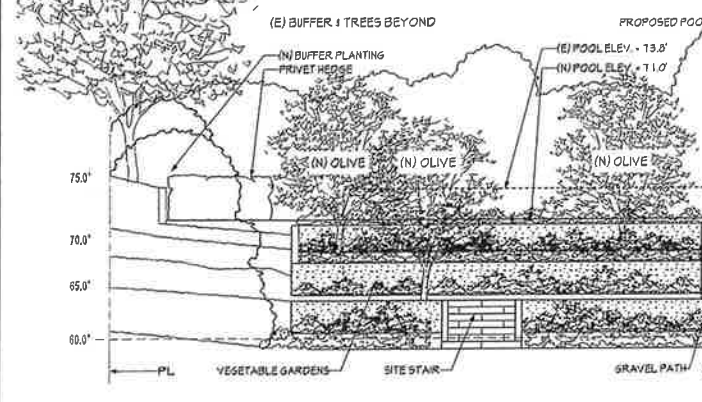 (E) BUFFER & TREES BEYOND
PROPOSED POO
(N) BUFFER PLANTING
PRIVET HEDGE
(E) POOL ELEV. = 73.8'
(N) POOL ELEV. = 71.0'
(N) OLIVE
(N) OLIVE
(N) OLIVE
75.0'
70.0'
65.0'
60.0'
PL
VEGETABLE GARDENS
SITE STAIR
GRAVEL PATH